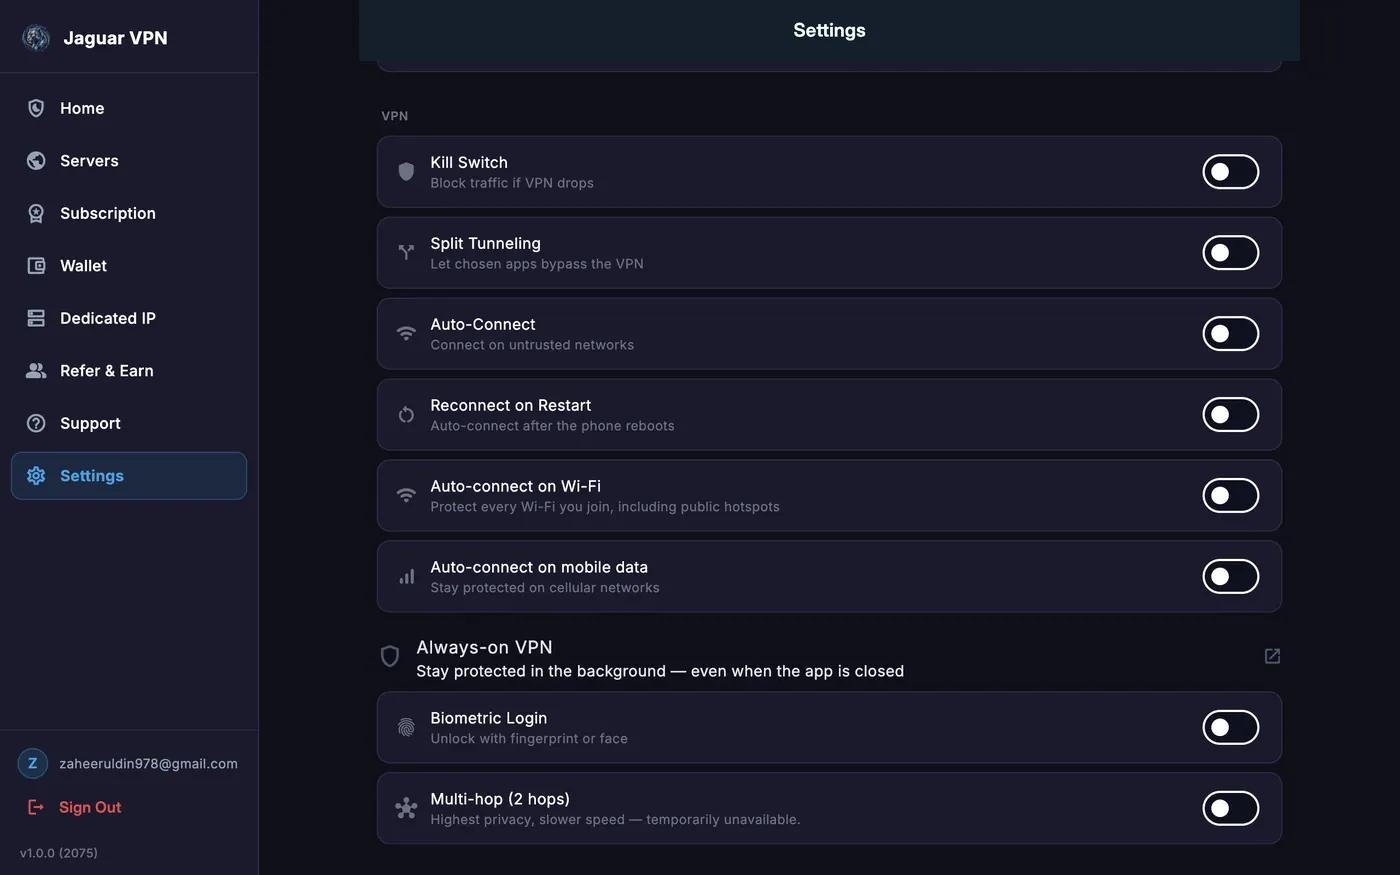 Jaguar VPN
Home
Servers
Subscription
Wallet
Dedicated IP
Refer & Earn
Support
Settings
Z
zaheeruldin978@gmail.com
Sign Out
v1.0.0 (2075)
Settings
VPN
Kill Switch
Block traffic if VPN drops
Split Tunneling
Let chosen apps bypass the VPN
Auto-Connect
Connect on untrusted networks
Reconnect on Restart
Auto-connect after the phone reboots
Auto-connect on Wi-Fi
Protect every Wi-Fi you join, including public hotspots
Auto-connect on mobile data
Stay protected on cellular networks
Always-on VPN
Stay protected in the background — even when the app is closed
Biometric Login
Unlock with fingerprint or face
Multi-hop (2 hops)
Highest privacy, slower speed — temporarily unavailable.